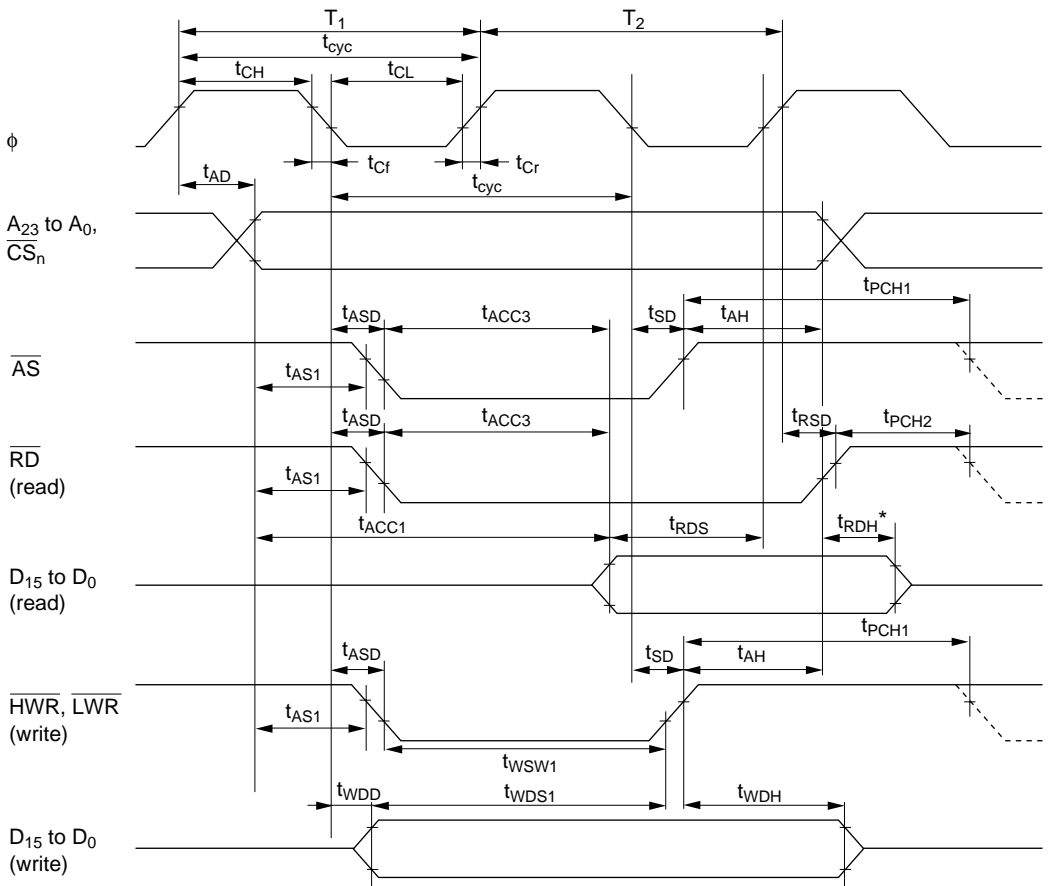 T1 T2
tcyc
tCH tCL
φ
tCf tCr
tAD tcyc
A23 to A0,
CSn
tPCH1
tASD tACC3 tSD tAH
AS
tAS1
tASD tACC3 tRSD tPCH2
RD
(read)
tAS1
tACC1 tRDS tRDH*
D15 to D0
(read)
tPCH1
tASD tSD tAH
HWR, LWR
(write)
tAS1
tWSW1
tWDD tWDS1 tWDH
D15 to D0
(write)